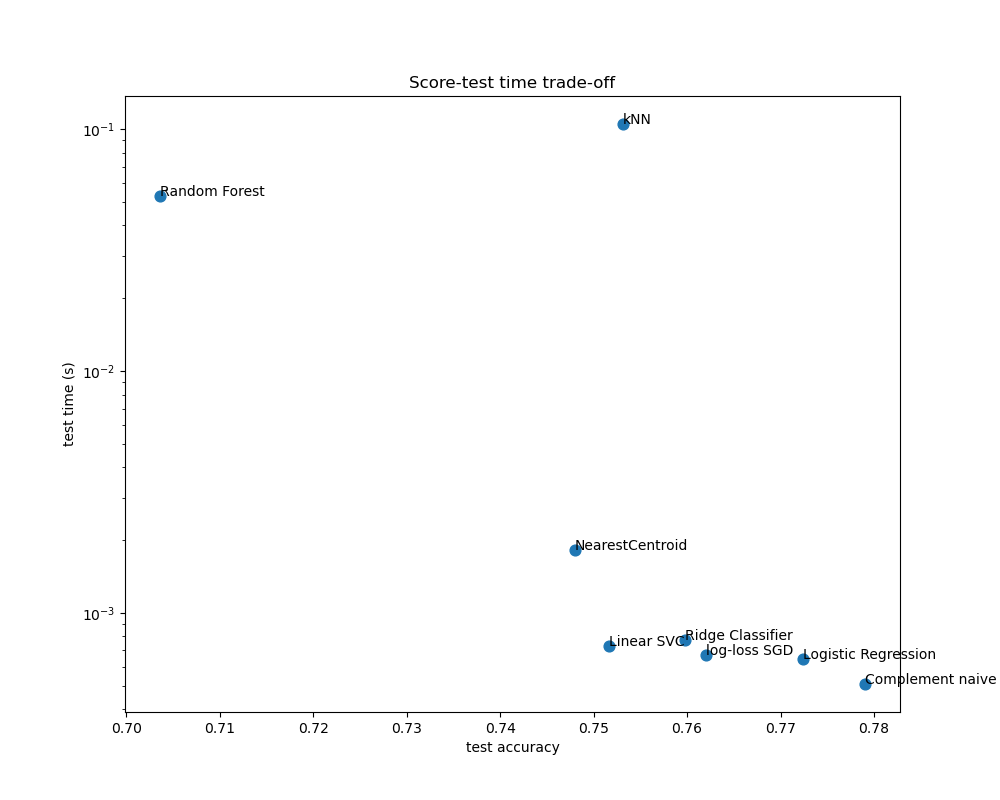 Score-test time trade-off
10⁻¹
10⁻²
10⁻³
test time (s)
kNN
Random Forest
NearestCentroid
Ridge Classifier
Linear SVC
log-loss SGD
Logistic Regression
Complement naive
0.70 0.71 0.72 0.73 0.74 0.75 0.76 0.77 0.78
test accuracy